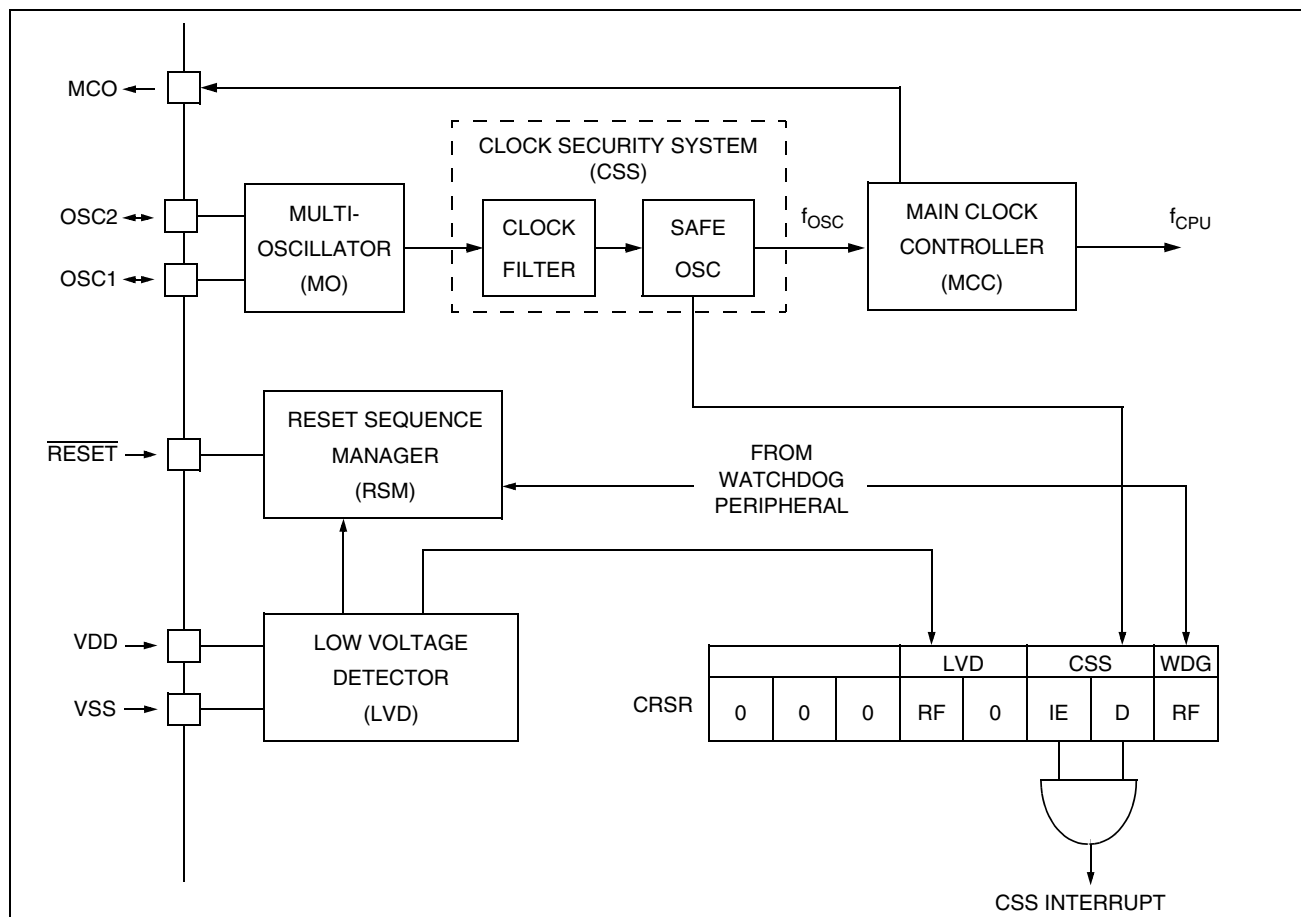 MCO
CLOCK SECURITY SYSTEM
(CSS)
OSC2
OSC1
MULTI-
OSCILLATOR
(MO)
CLOCK
FILTER
SAFE
OSC
fOSC
MAIN CLOCK
CONTROLLER
(MCC)
fCPU
RESET
RESET SEQUENCE
MANAGER
(RSM)
FROM
WATCHDOG
PERIPHERAL
VDD
VSS
LOW VOLTAGE
DETECTOR
(LVD)
LVD CSS WDG
CRSR 0 0 0 RF 0 IE D RF
CSS INTERRUPT